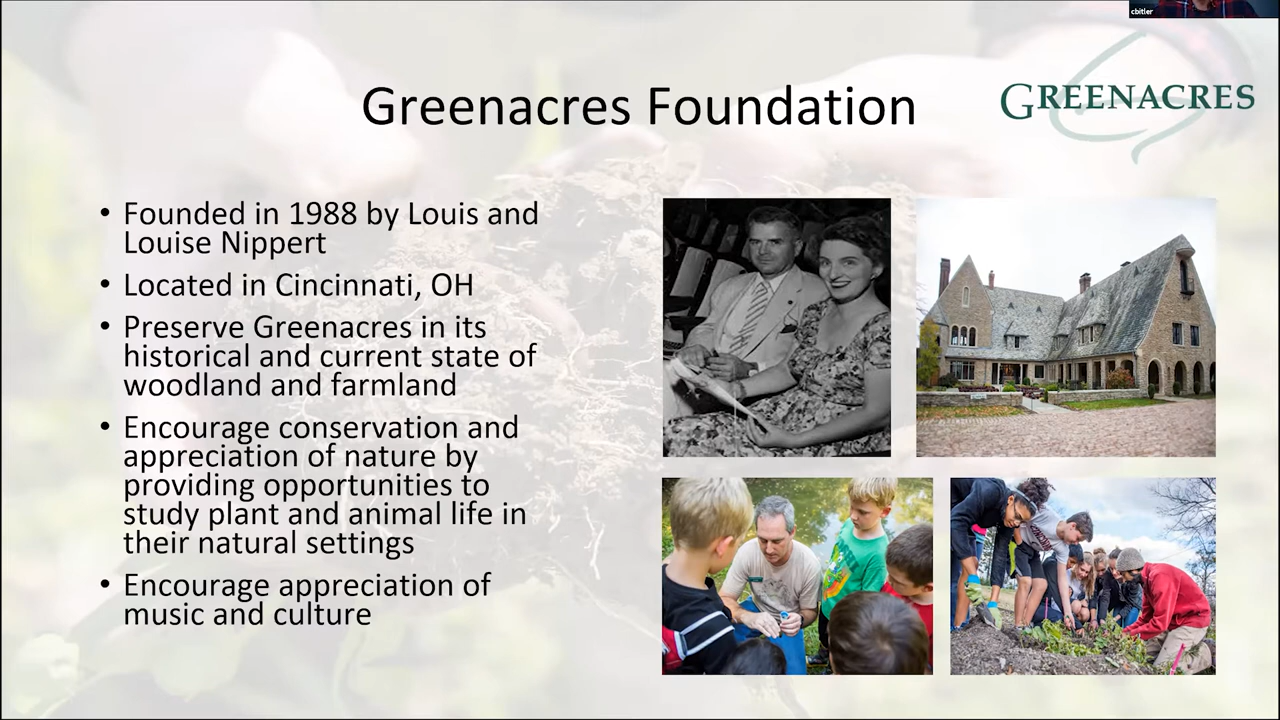 cbitler
Greenacres Foundation
GREENACRES
• Founded in 1988 by Louis and
Louise Nippert
• Located in Cincinnati, OH
• Preserve Greenacres in its
historical and current state of
woodland and farmland
• Encourage conservation and
appreciation of nature by
providing opportunities to
study plant and animal life in
their natural settings
• Encourage appreciation of
music and culture